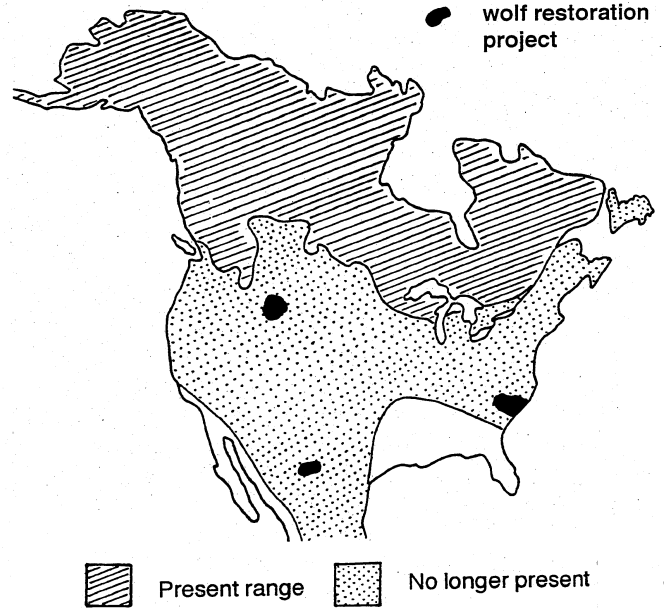 wolf restoration
project
Present range
No longer present